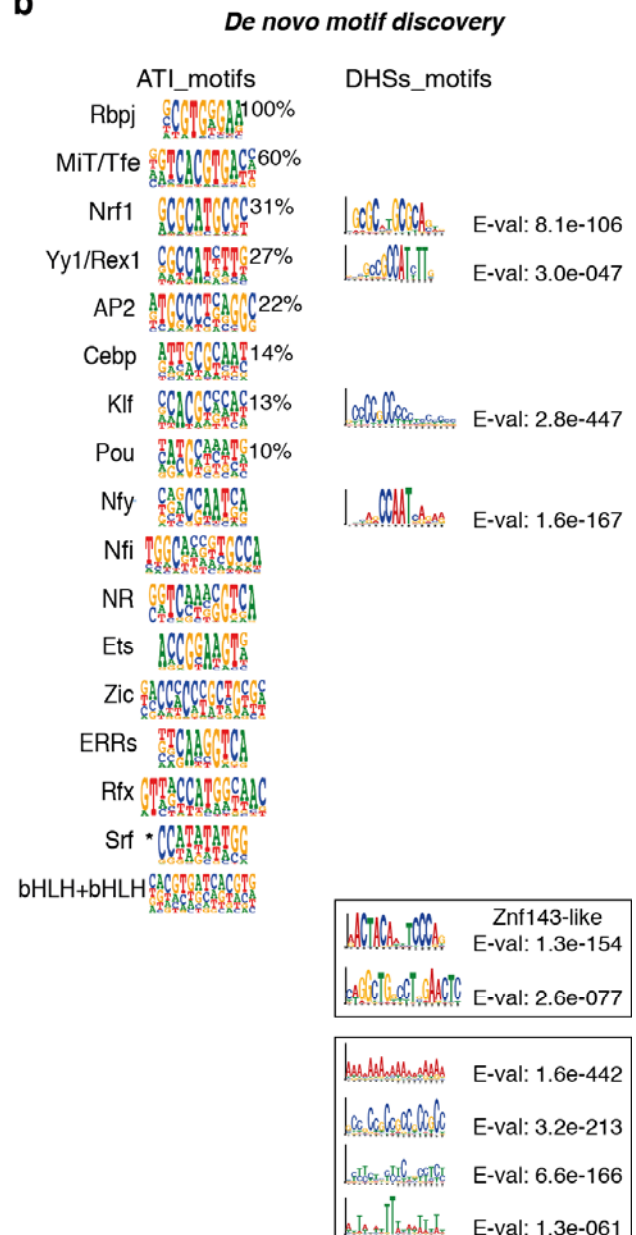 b
De novo motif discovery
ATI_motifs DHSs_motifs
Rbpj 100%
MiT/Tfe 60%
Nrf1 31% E-val: 8.1e-106
Yy1/Rex1 27% E-val: 3.0e-047
AP2 22%
Cebp 14%
Klf 13% E-val: 2.8e-447
Pou 10%
Nfy E-val: 1.6e-167
Nfi
NR
Ets
Zic
ERRs
Rfx
Srf *
bHLH+bHLH
Znf143-like
E-val: 1.3e-154
E-val: 2.6e-077
E-val: 1.6e-442
E-val: 3.2e-213
E-val: 6.6e-166
E-val: 1.3e-061